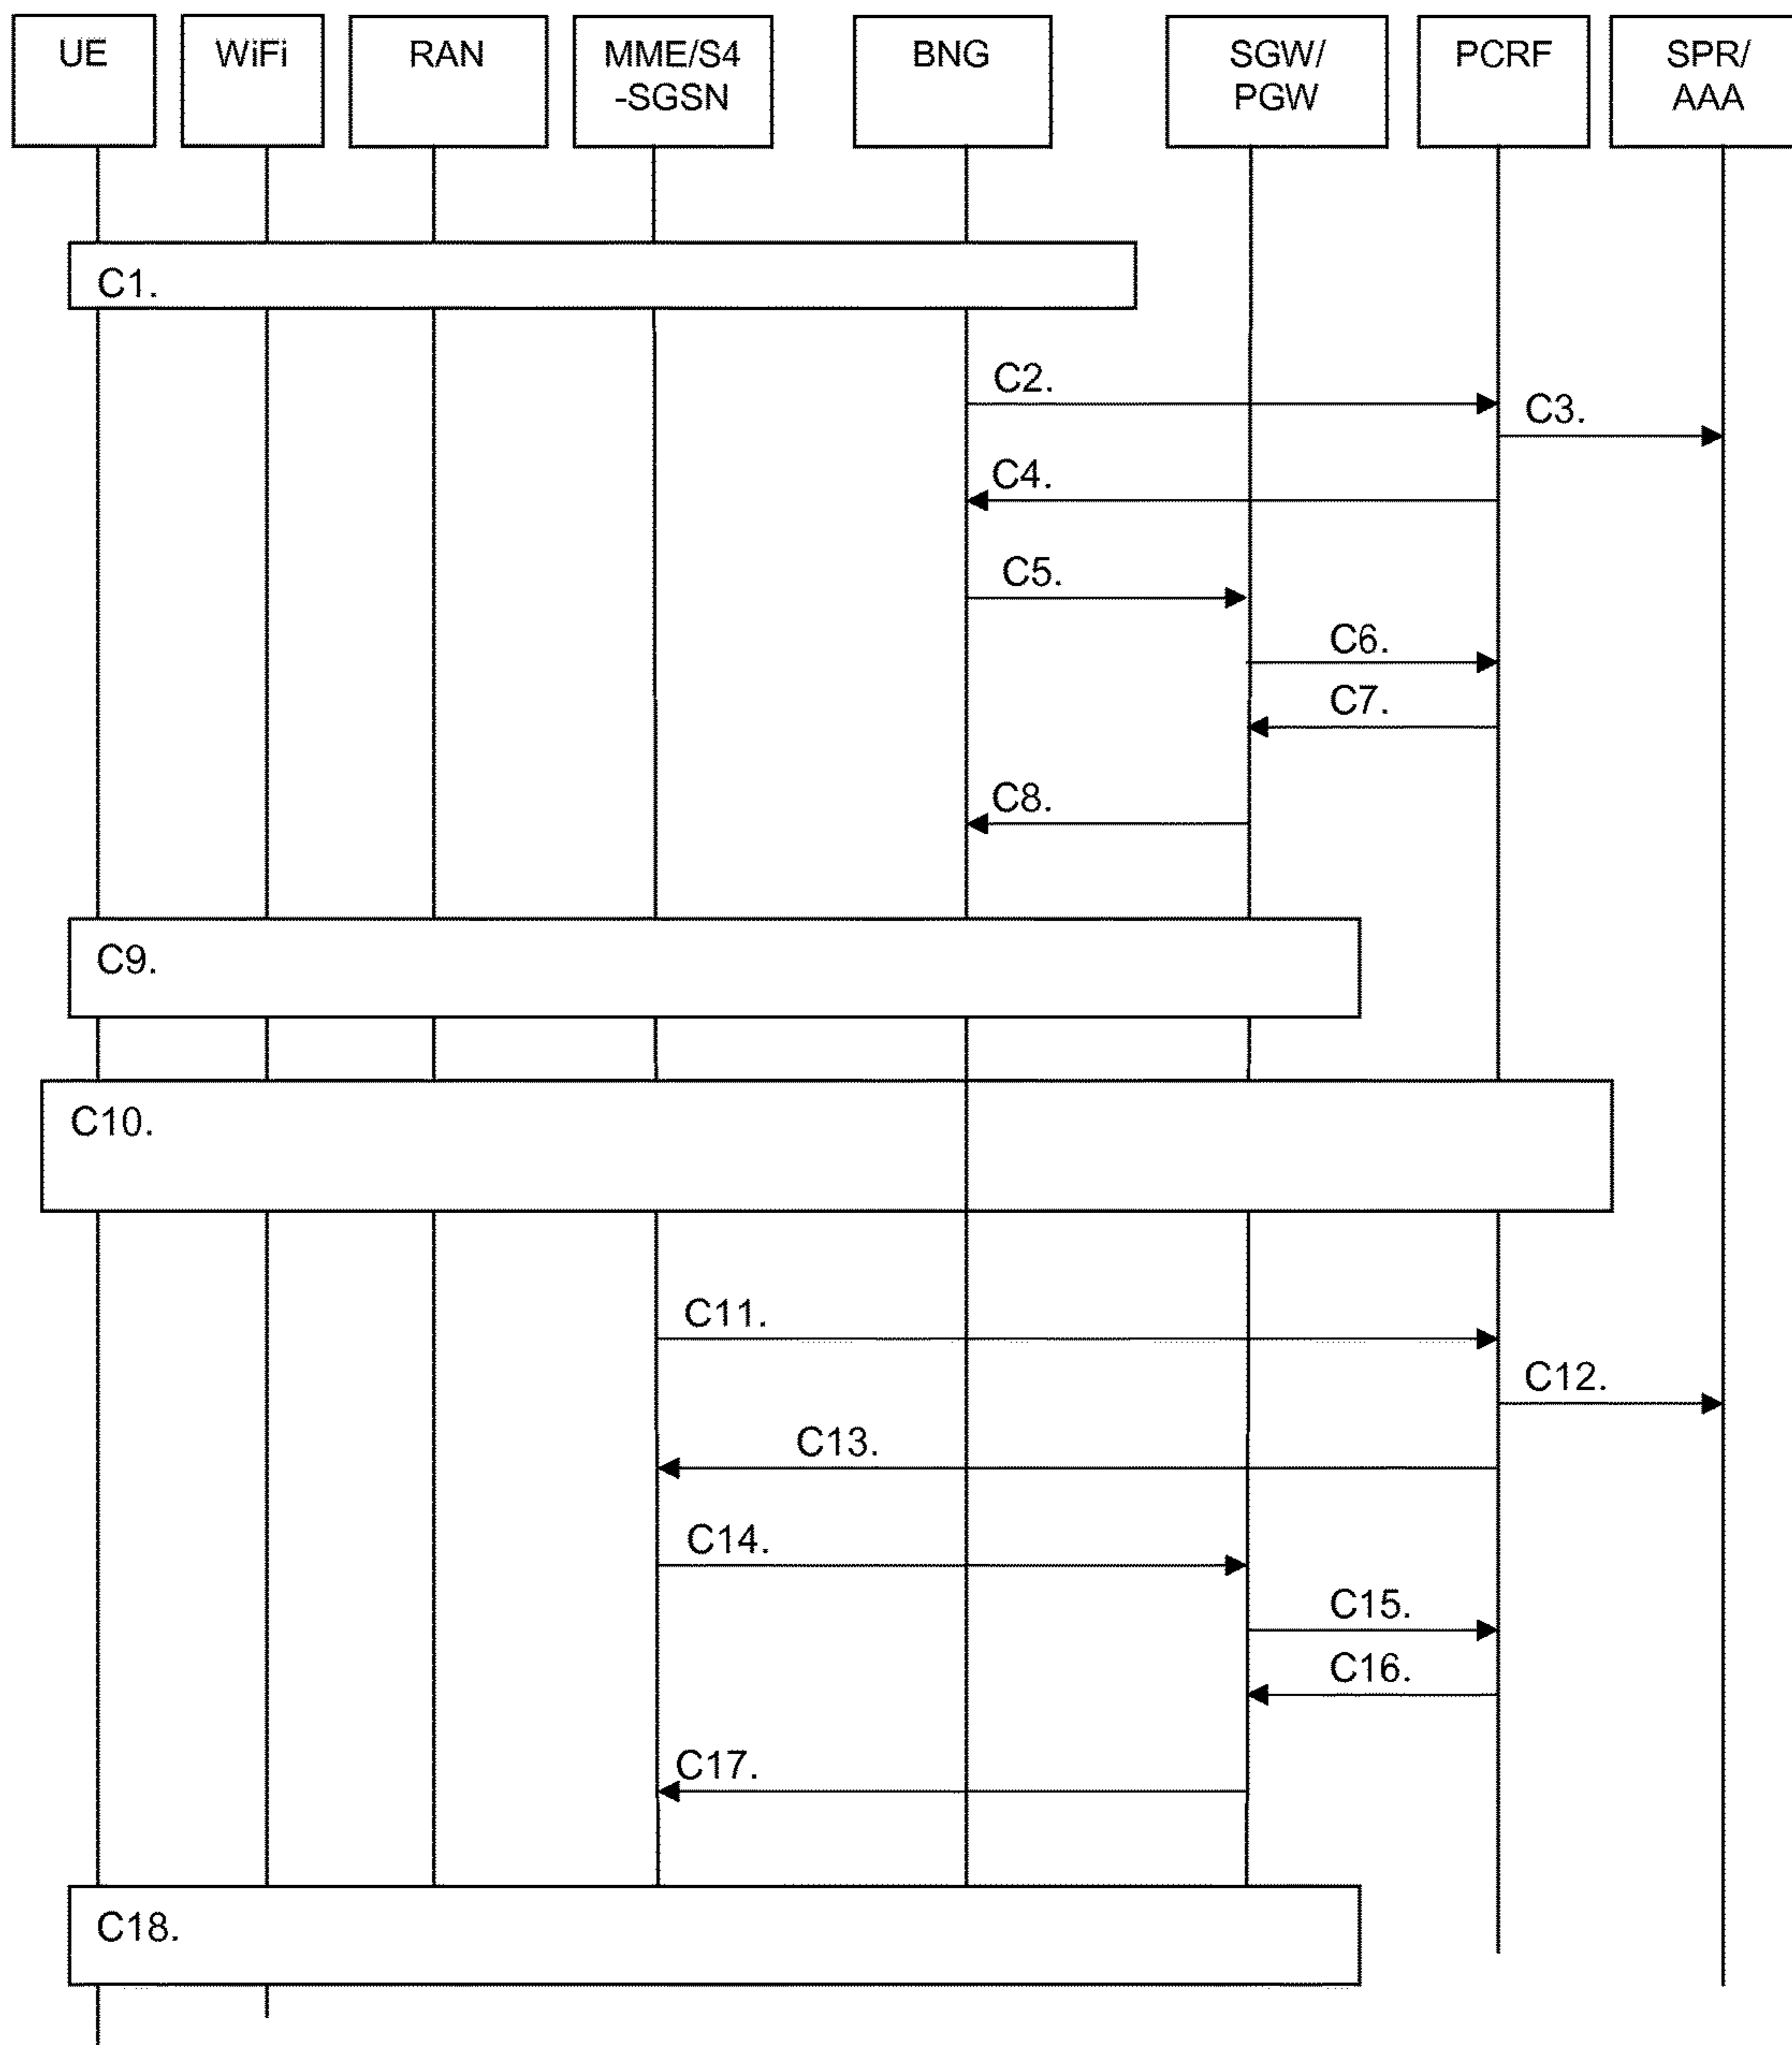 UE
WiFi
RAN
MME/S4
-SGSN
BNG
SGW/
PGW
PCRF
SPR/
AAA
C1.
C2.
C3.
C4.
C5.
C6.
C7.
C8.
C9.
C10.
C11.
C12.
C13.
C14.
C15.
C16.
C17.
C18.